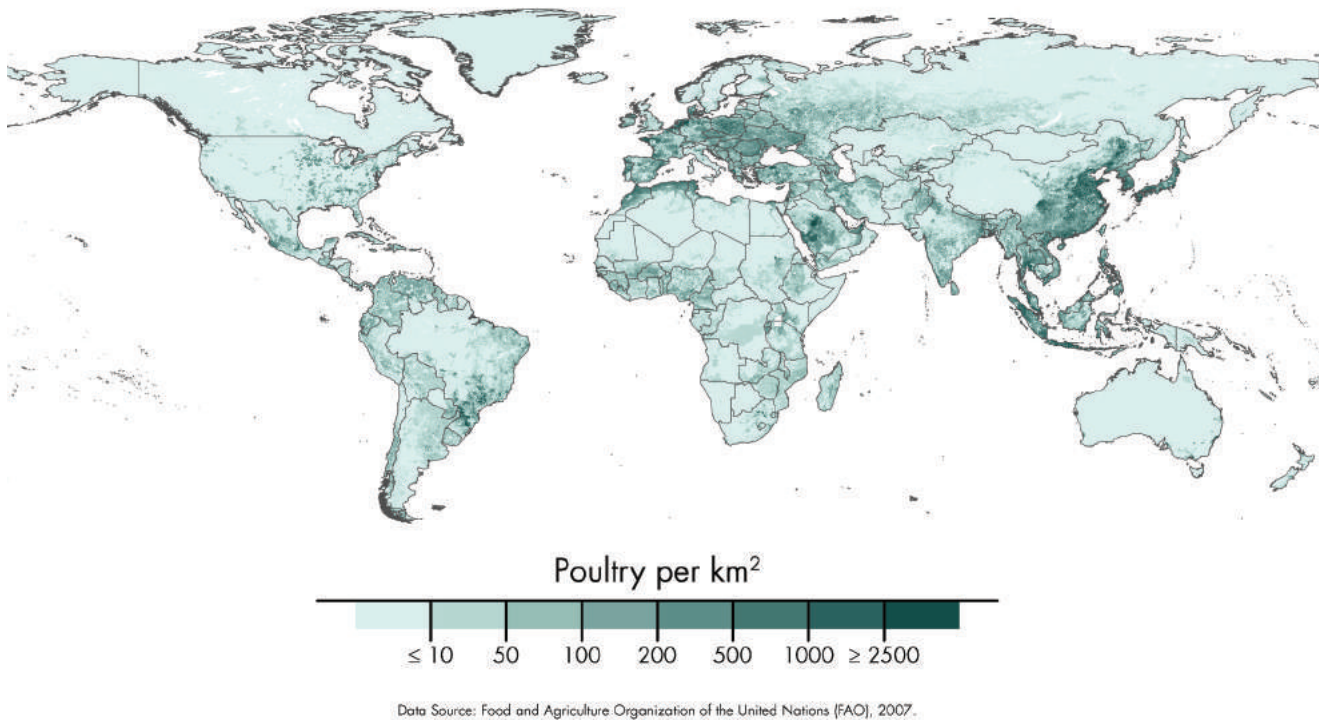 Poultry per km²
≤ 10 50 100 200 500 1000 ≥ 2500
Data Source: Food and Agriculture Organization of the United Nations (FAO), 2007.